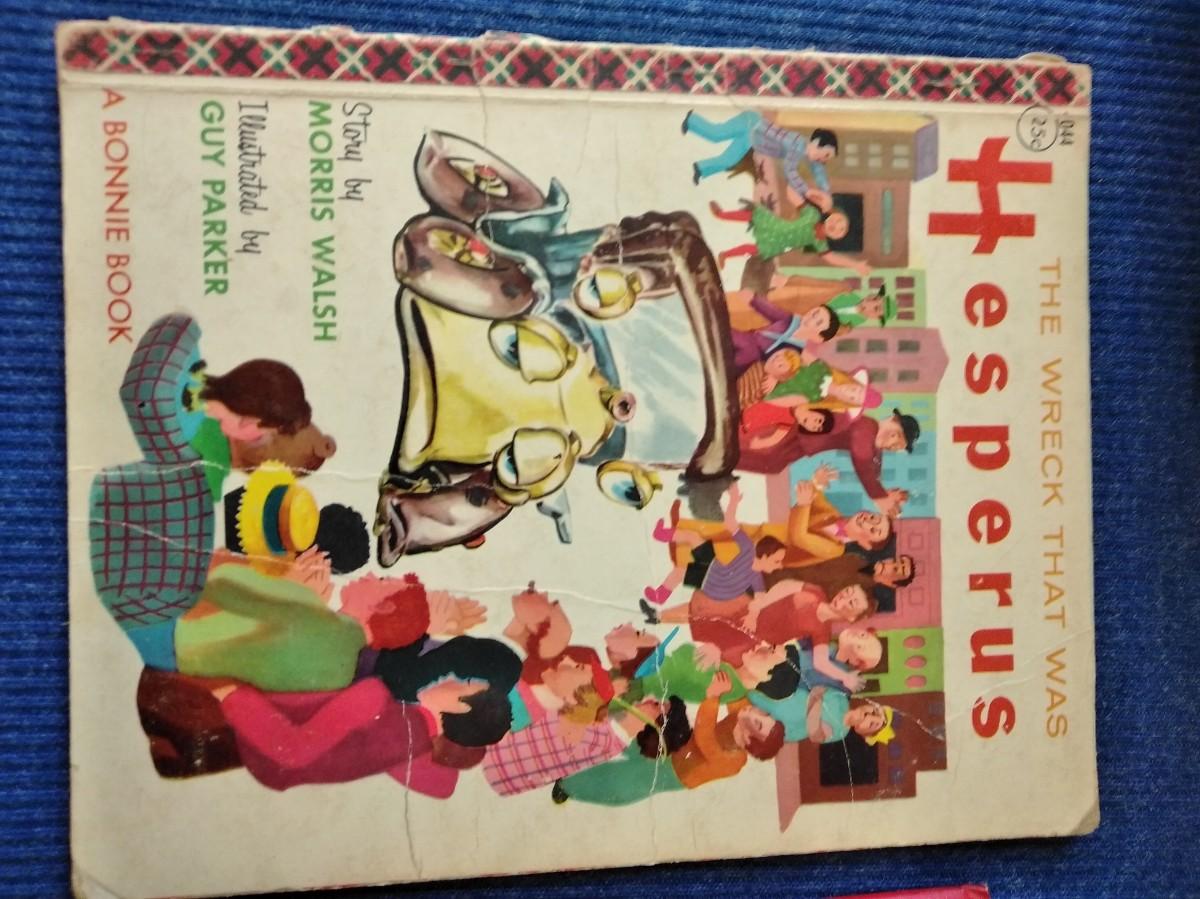 THE WRECK THAT WAS
Hesperus
044
25¢
Story by
MORRIS WALSH
Illustrated by
GUY PARKER
A BONNIE BOOK